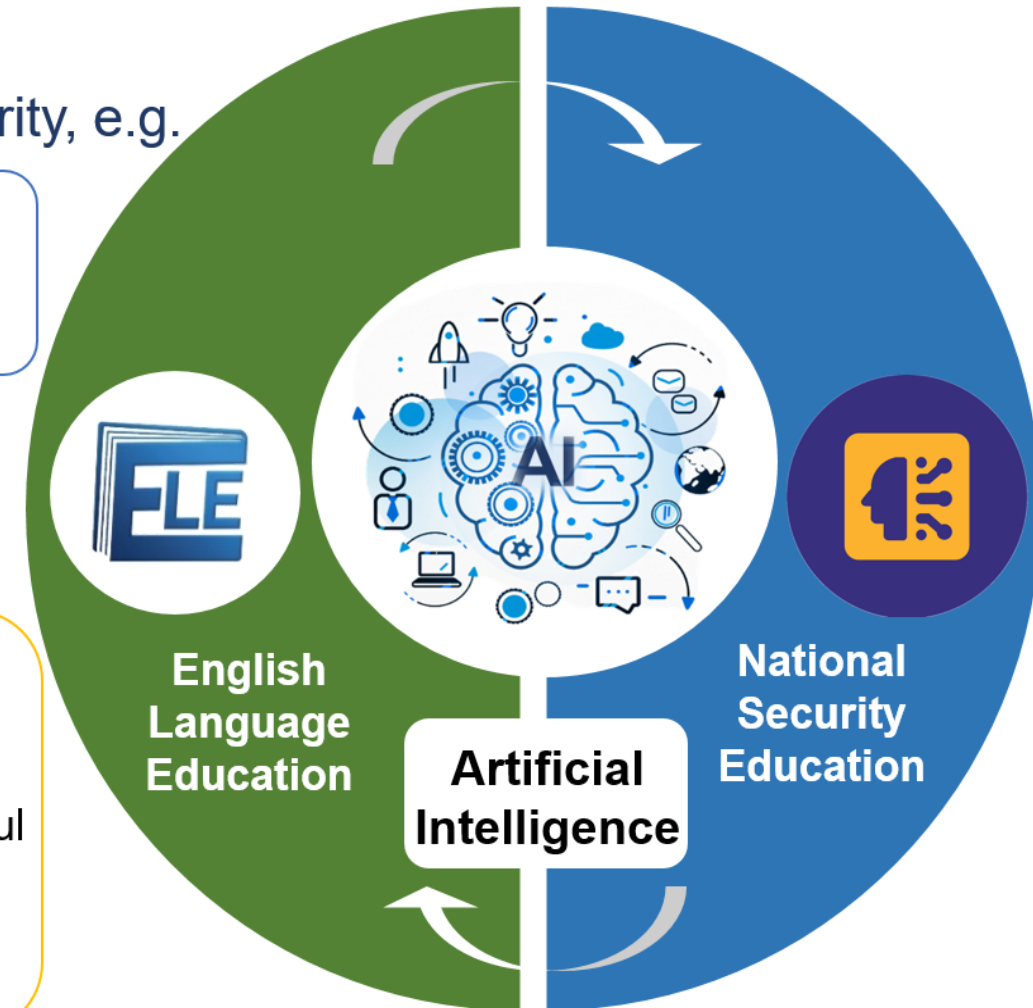 rity, e.g.
AI
ELE
English
Language
Education
National
Security
Education
Artificial
Intelligence
ul